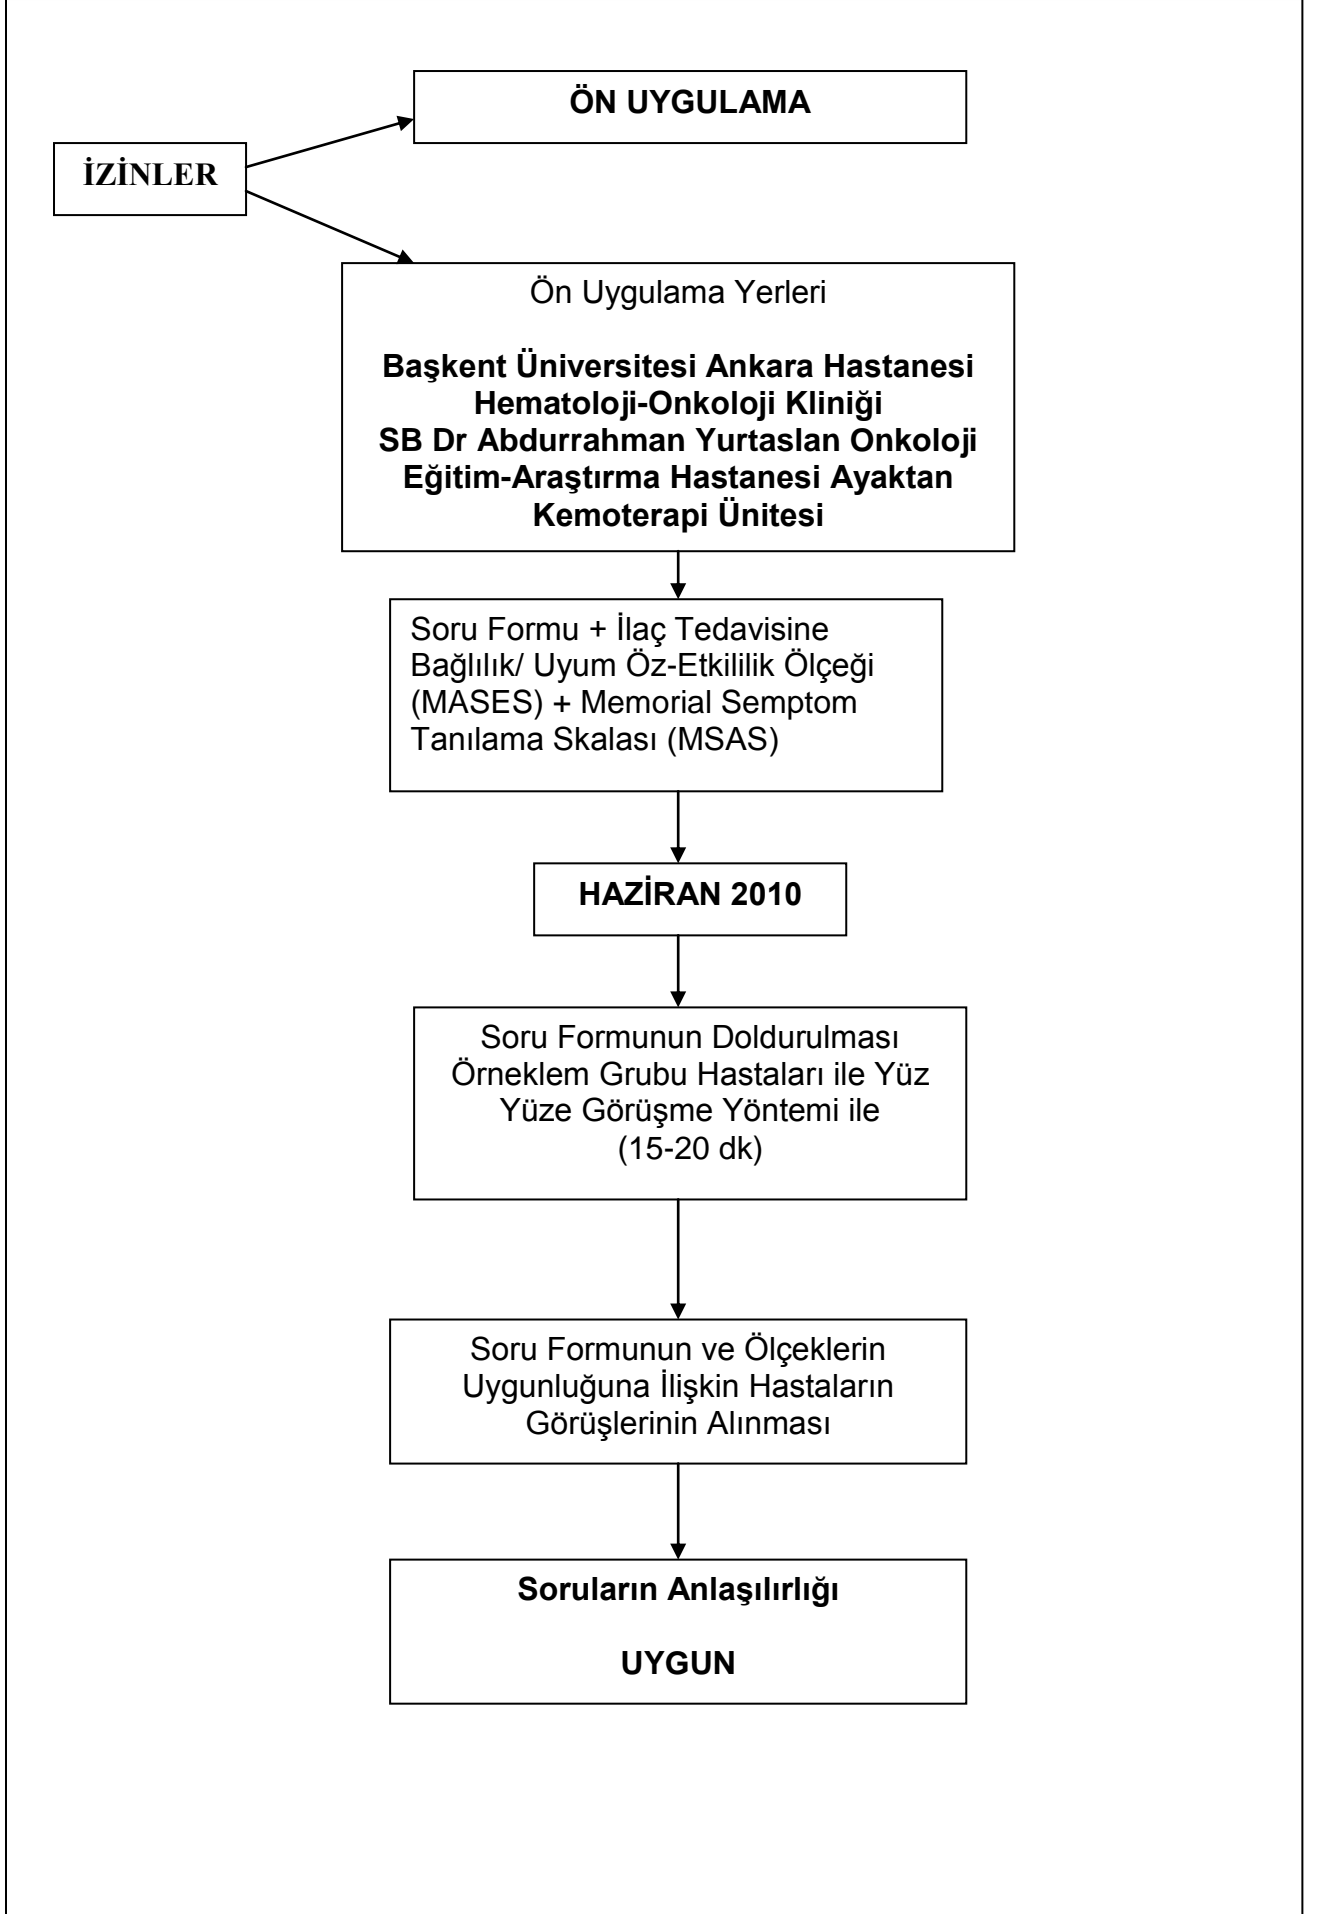 ÖN UYGULAMA
İZİNLER
Ön Uygulama Yerleri
Başkent Üniversitesi Ankara Hastanesi
Hematoloji-Onkoloji Kliniği
SB Dr Abdurrahman Yurtaslan Onkoloji
Eğitim-Araştırma Hastanesi Ayaktan
Kemoterapi Ünitesi
Soru Formu + İlaç Tedavisine
Bağlılık/ Uyum Öz-Etkililik Ölçeği
(MASES) + Memorial Semptom
Tanılama Skalası (MSAS)
HAZİRAN 2010
Soru Formunun Doldurulması
Örneklem Grubu Hastaları ile Yüz
Yüze Görüşme Yöntemi ile
(15-20 dk)
Soru Formunun ve Ölçeklerin
Uygunluğuna İlişkin Hastaların
Görüşlerinin Alınması
Soruların Anlaşılırlığı
UYGUN